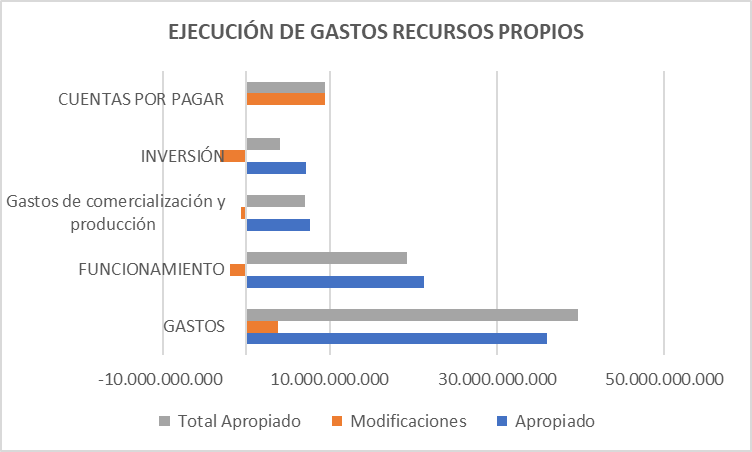 EJECUCIÓN DE GASTOS RECURSOS PROPIOS
CUENTAS POR PAGAR
INVERSIÓN
Gastos de comercialización y
producción
FUNCIONAMIENTO
GASTOS
-10.000.000.000 10.000.000.000 30.000.000.000 50.000.000.000
Total Apropiado Modificaciones Apropiado